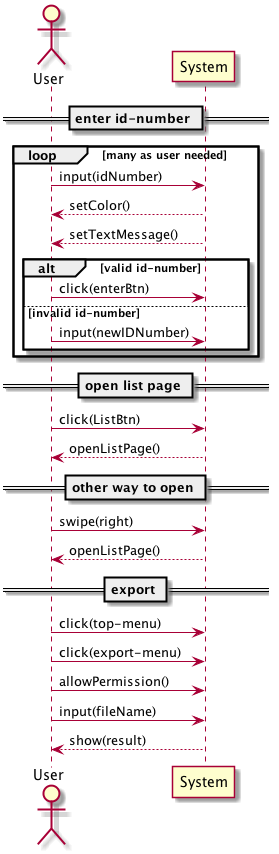 User
System
enter id-number
loop
[many as user needed]
input(idNumber)
setColor()
setTextMessage()
alt
[valid id-number]
click(enterBtn)
[invalid id-number]
input(newIDNumber)
open list page
click(ListBtn)
openListPage()
other way to open
swipe(right)
openListPage()
export
click(top-menu)
click(export-menu)
allowPermission()
input(fileName)
show(result)
User
System